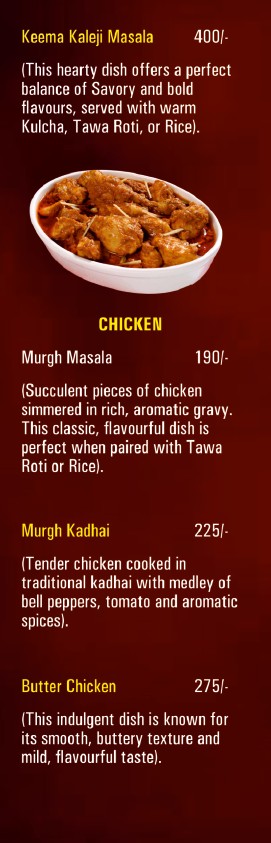 Keema Kaleji Masala 400/-
(This hearty dish offers a perfect
balance of Savory and bold
flavours, served with warm
Kulcha, Tawa Roti, or Rice).
CHICKEN
Murgh Masala 190/-
(Succulent pieces of chicken
simmered in rich, aromatic gravy.
This classic, flavourful dish is
perfect when paired with Tawa
Roti or Rice).
Murgh Kadhai 225/-
(Tender chicken cooked in
traditional kadhai with medley of
bell peppers, tomato and aromatic
spices).
Butter Chicken 275/-
(This indulgent dish is known for
its smooth, buttery texture and
mild, flavourful taste).